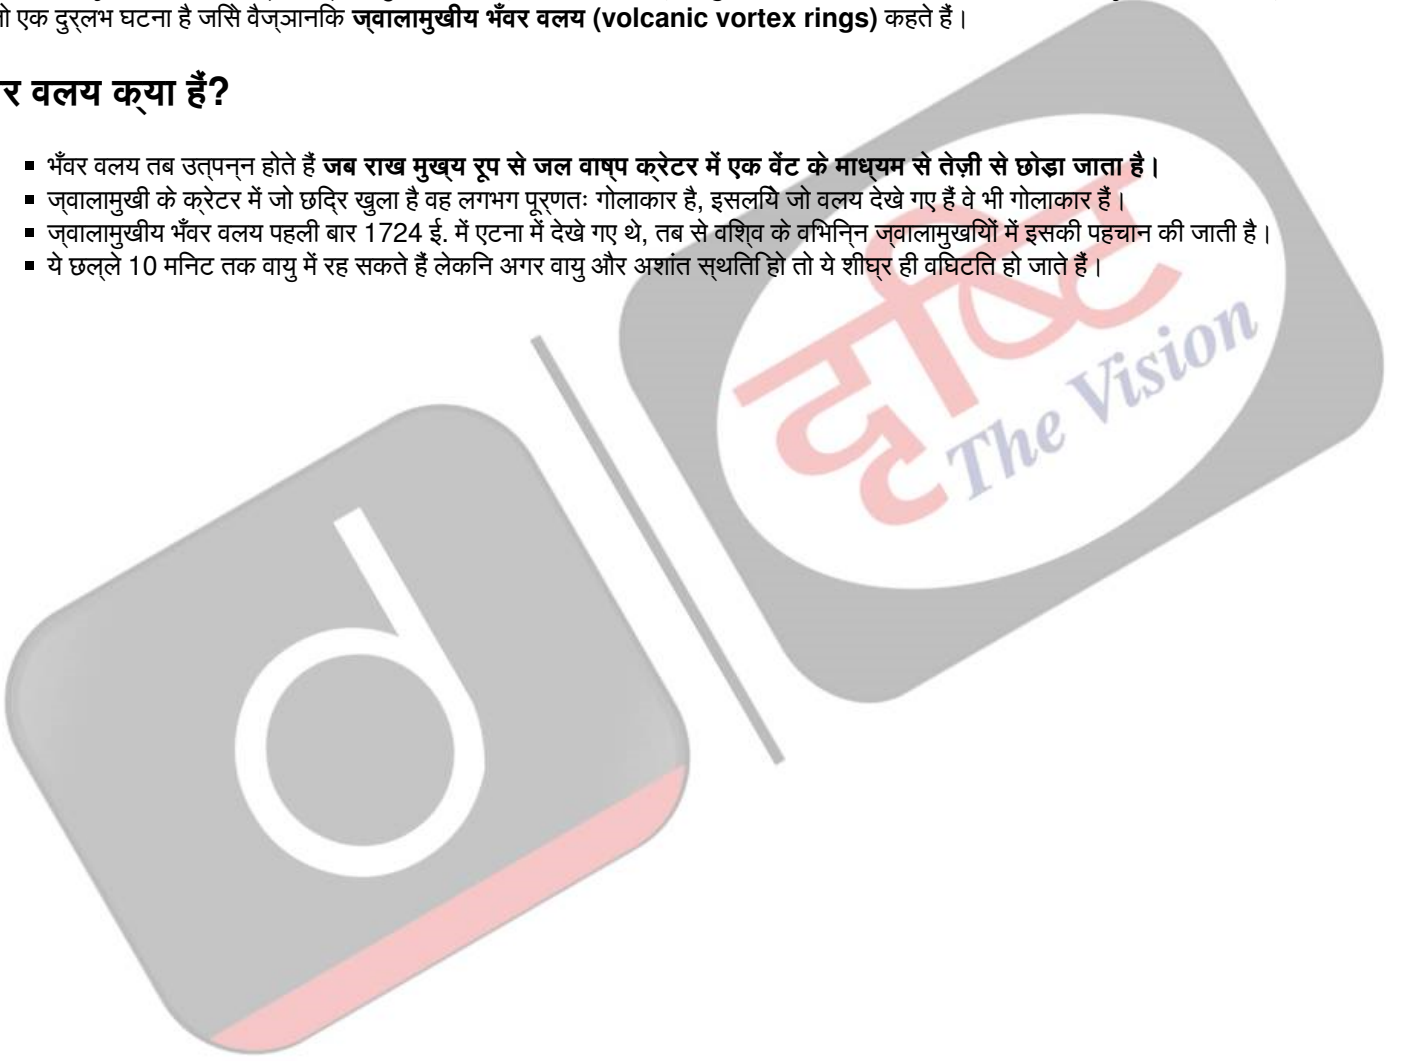 एक दुर्लभ घटना है जिसे वैज्ञानिक ज्वालामुखीय भँवर वलय (volcanic vortex rings) कहते हैं।
वलय क्या हैं?
▪ भँवर वलय तब उत्पन्न होते हैं जब राख मुख्य रूप से जल वाष्प क्रेटर में एक वेंट के माध्यम से तेज़ी से छोड़ा जाता है।
▪ ज्वालामुखी के क्रेटर में जो छिद्र खुला है वह लगभग पूर्णतः गोलाकार है, इसलिये जो वलय देखे गए हैं वे भी गोलाकार हैं।
▪ ज्वालामुखीय भँवर वलय पहली बार 1724 ई. में एटना में देखे गए थे, तब से विश्व के विभिन्न ज्वालामुखियों में इसकी पहचान की जाती है।
▪ ये छल्ले 10 मिनट तक वायु में रह सकते हैं लेकिन अगर वायु और अशांत स्थिति हो तो ये शीघ्र ही विघटित हो जाते हैं।
दृष्टि
The Vision
d